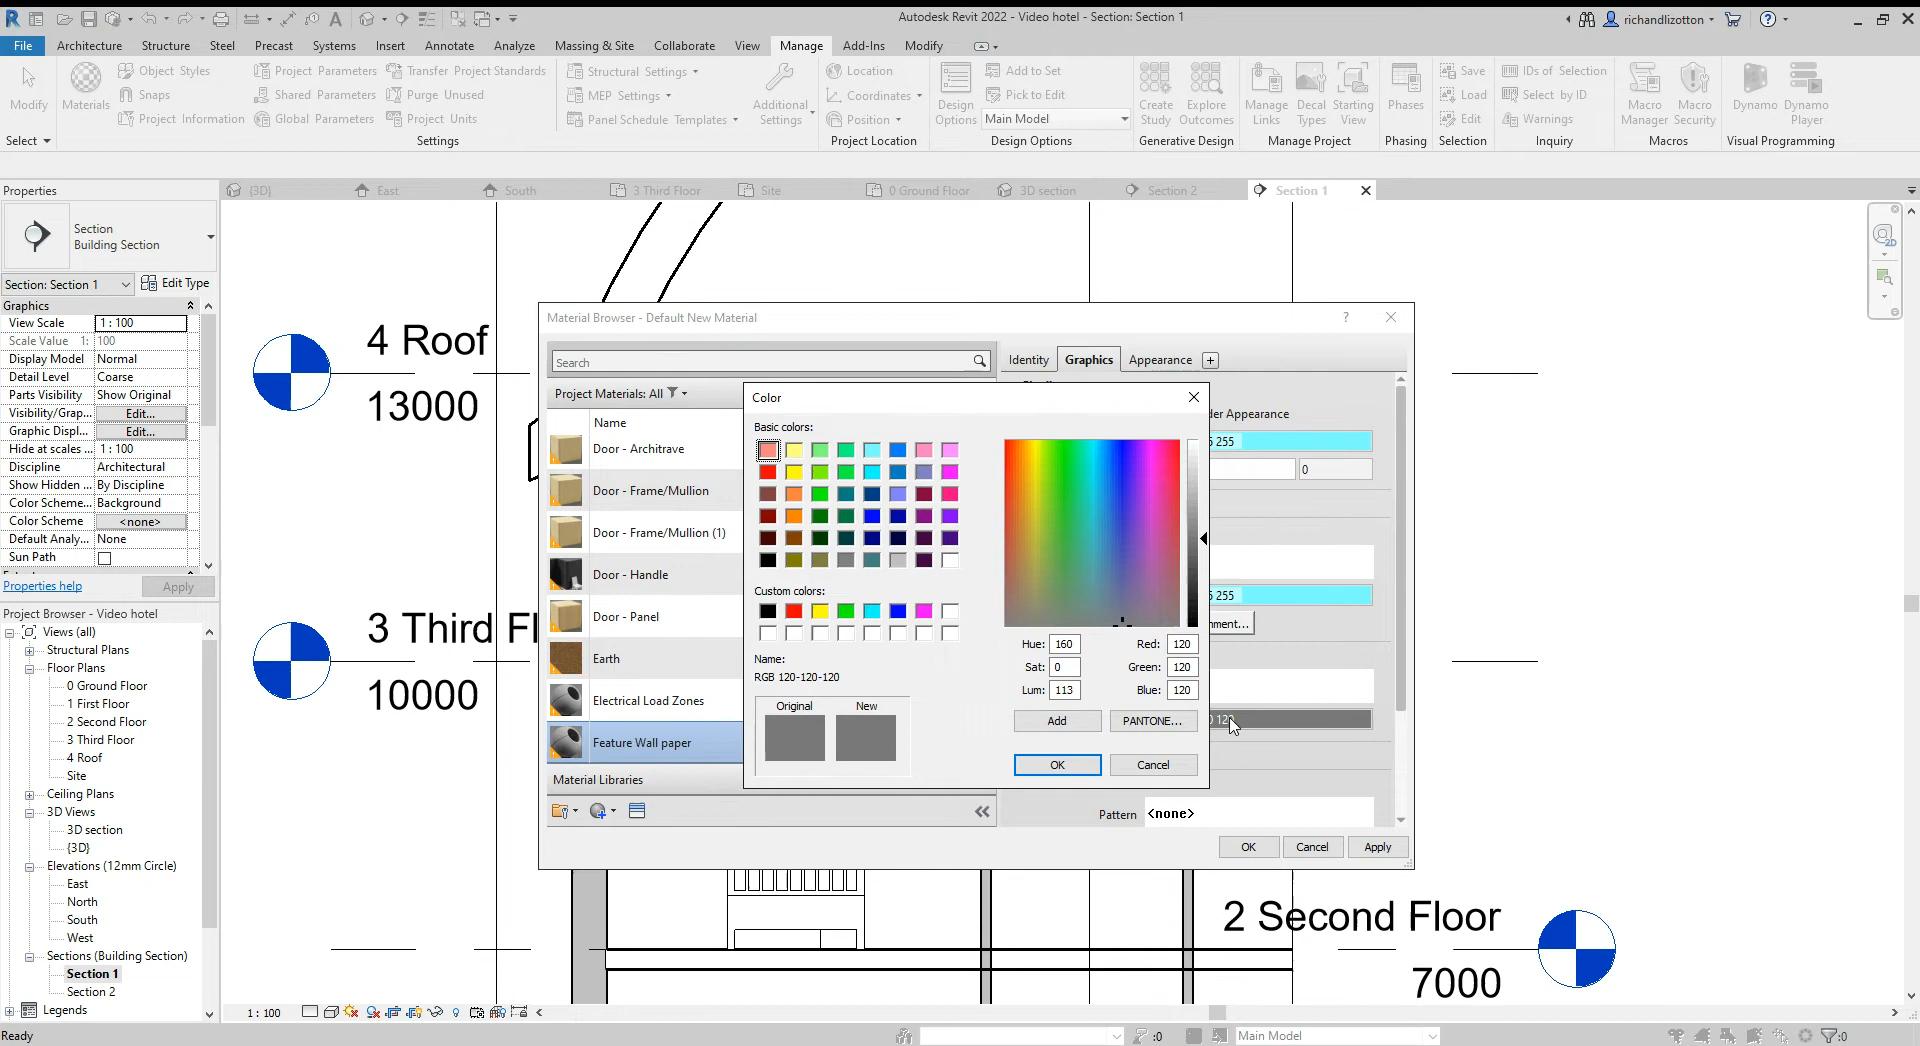 Autodesk Revit 2022 - Video hotel - Section: Section 1
richandlizotton
File Architecture Structure Steel Precast Systems Insert Annotate Analyze Massing & Site Collaborate View Manage Add-Ins Modify
Modify
Materials
Object Styles
Snaps
Project Information
Project Parameters
Shared Parameters
Global Parameters
Transfer Project Standards
Purge Unused
Project Units
Structural Settings
MEP Settings
Panel Schedule Templates
Additional Settings
Location
Coordinates
Position
Design Options
Add to Set
Pick to Edit
Main Model
Create Study
Explore Outcomes
Manage Links
Decal Types
Starting View
Phases
Save
Load
Edit
IDs of Selection
Select by ID
Warnings
Macro Manager
Macro Security
Dynamo
Dynamo Player
Select Settings Project Location Design Options Generative Design Manage Project Phasing Selection Inquiry Macros Visual Programming
Properties
{3D} East South 3 Third Floor Site 0 Ground Floor 3D section Section 2 Section 1
Section
Building Section
Section: Section 1 Edit Type
Graphics
View Scale 1 : 100
Scale Value 1: 100
Display Model Normal
Detail Level Coarse
Parts Visibility Show Original
Visibility/Grap... Edit...
Graphic Displ... Edit...
Hide at scales ... 1 : 100
Discipline Architectural
Show Hidden ... By Discipline
Color Scheme... Background
Color Scheme <none>
Default Analy... None
Sun Path
Properties help Apply
Project Browser - Video hotel
Views (all)
Structural Plans
Floor Plans
0 Ground Floor
1 First Floor
2 Second Floor
3 Third Floor
4 Roof
Site
Ceiling Plans
3D Views
3D section
{3D}
Elevations (12mm Circle)
East
North
South
West
Sections (Building Section)
Section 1
Section 2
Legends
4 Roof
13000
3 Third Fl
10000
2 Second Floor
7000
Material Browser - Default New Material
Search
Project Materials: All
Name
Door - Architrave
Door - Frame/Mullion
Door - Frame/Mullion (1)
Door - Handle
Door - Panel
Earth
Electrical Load Zones
Feature Wall paper
Material Libraries
Identity Graphics Appearance
der Appearance
255
0
255
nment...
120
Pattern <none>
OK Cancel Apply
Color
Basic colors:
Custom colors:
Name:
RGB 120-120-120
Original New
Hue: 160 Red: 120
Sat: 0 Green: 120
Lum: 113 Blue: 120
Add PANTONE...
OK Cancel
1 : 100
Ready
:0
Main Model
:0